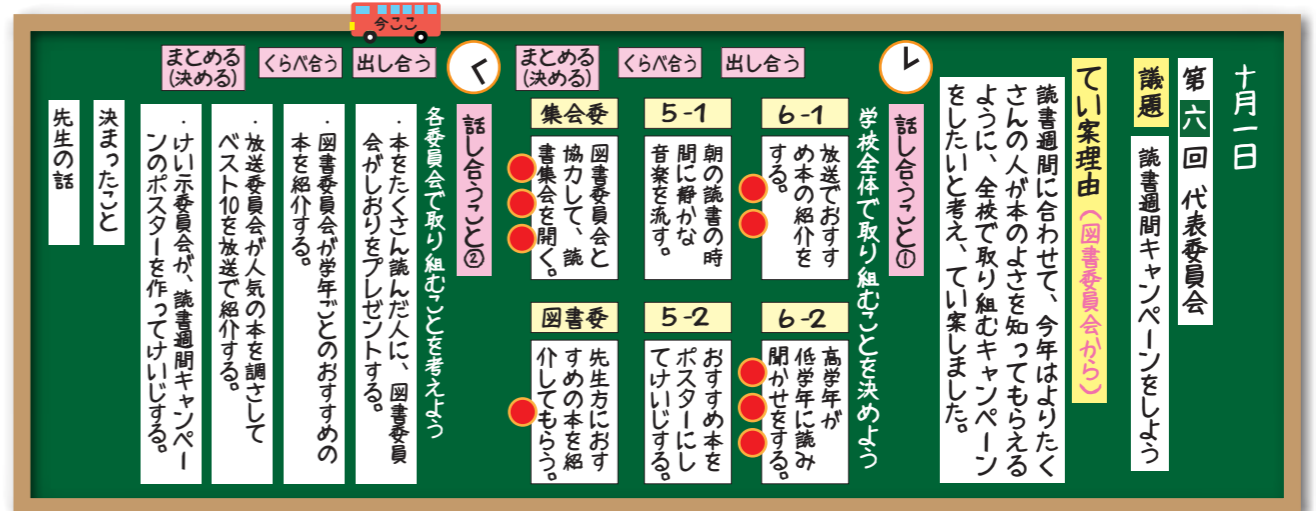 十月一日
第六回 代表委員会
議題
読書週間キャンペーンをしよう
てい案理由(図書委員会から)
読書週間に合わせて、今年はよりたく
さんの人が本のよさを知ってもらえる
ように、全校で取り組むキャンペーン
をしたいと考え、てい案しました。
話し合うこと①
学校全体で取り組むことを決めよう
出し合う
くらべ合う
まとめる
(決める)
6-1
放送でおすす
め本の紹介を
する。
6-2
高学年が
低学年に読み
聞かせをする。
5-1
朝の読書の時
間に静かな
音楽を流す。
5-2
おすすめ本を
ポスターにし
てけいじする。
集会委
図書委員会と
協力して、読
書集会を開く。
図書委
先生方におす
すめの本を紹
介してもらう。
話し合うこと②
各委員会で取り組むことを考えよう
今ここ
出し合う
くらべ合う
まとめる
(決める)
・本をたくさん読んだ人に、図書委員
会がしおりをプレゼントする。
・図書委員会が学年ごとのおすすめの
本を紹介する。
・放送委員会が人気の本を調さして
ベスト10を放送で紹介する。
・けい示委員会が、読書週間キャンペー
ンのポスターを作ってけいじする。
決まったこと
先生の話